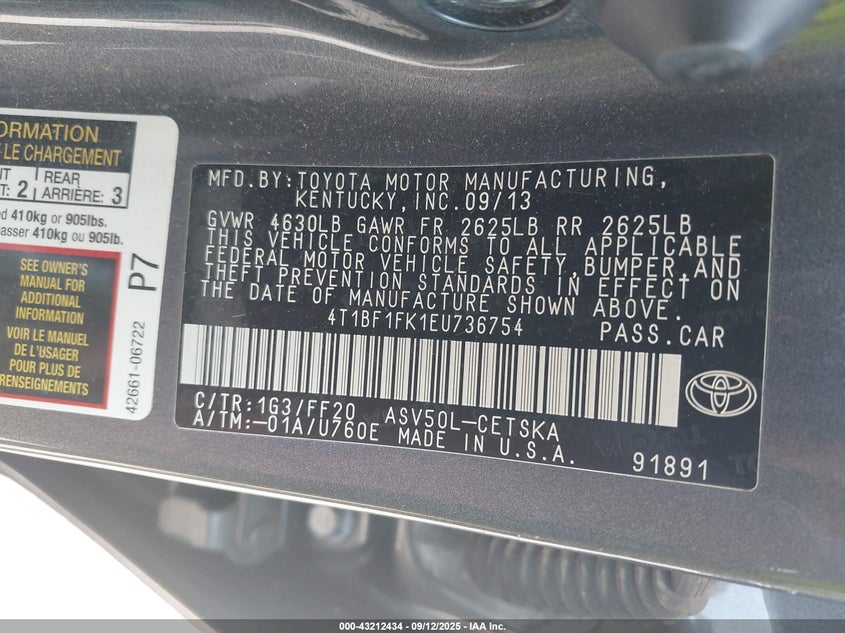 ORMATION
LE CHARGEMENT
NT
T: 2
REAR
ARRIÈRE: 3
410kg or 905lbs.
asser 410kg ou 905lb.
SEE OWNER'S
MANUAL FOR
ADDITIONAL
INFORMATION
VOIR LE MANUEL
DE L'USAGER
POUR PLUS DE
RENSEIGNEMENTS
42661-06722
P7
MFD.BY:TOYOTA MOTOR MANUFACTURING,
KENTUCKY,INC.09/13
GVWR 4630LB GAWR FR 2625LB RR 2625LB
THIS VEHICLE CONFORMS TO ALL APPLICABLE
FEDERAL MOTOR VEHICLE SAFETY,BUMPER,AND
THEFT PREVENTION STANDARDS IN EFFECT ON
THE DATE OF MANUFACTURE SHOWN ABOVE.
4T1BF1FK1EU736754 PASS.CAR
C/TR:1G3/FF20 ASV50L-CETSKA
A/TM:-01A/U760E MADE IN U.S.A.
91891
000-43212434 - 09/12/2025 - IAA Inc.